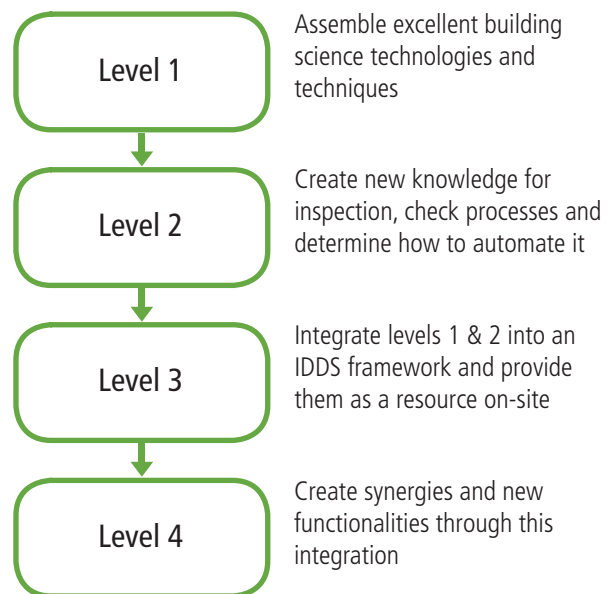 Level 1
Assemble excellent building
science technologies and
techniques
Level 2
Create new knowledge for
inspection, check processes and
determine how to automate it
Level 3
Integrate levels 1 & 2 into an
IDDS framework and provide
them as a resource on-site
Level 4
Create synergies and new
functionalities through this
integration